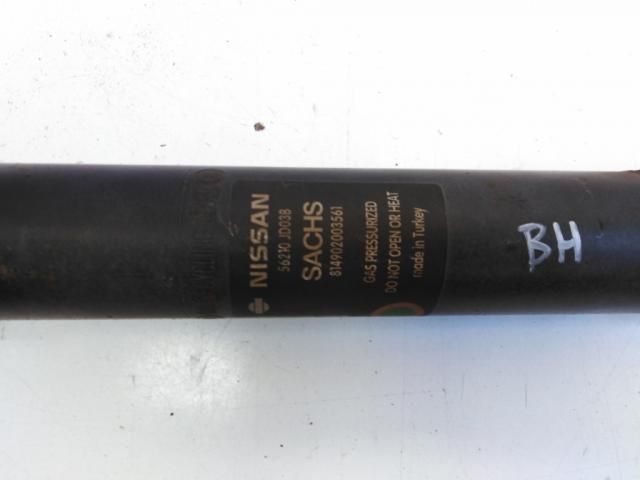 NISSAN
56210 JD03B
SACHS
814902003561
GAS PRESSURIZED
DO NOT OPEN OR HEAT
made in Turkey
BH